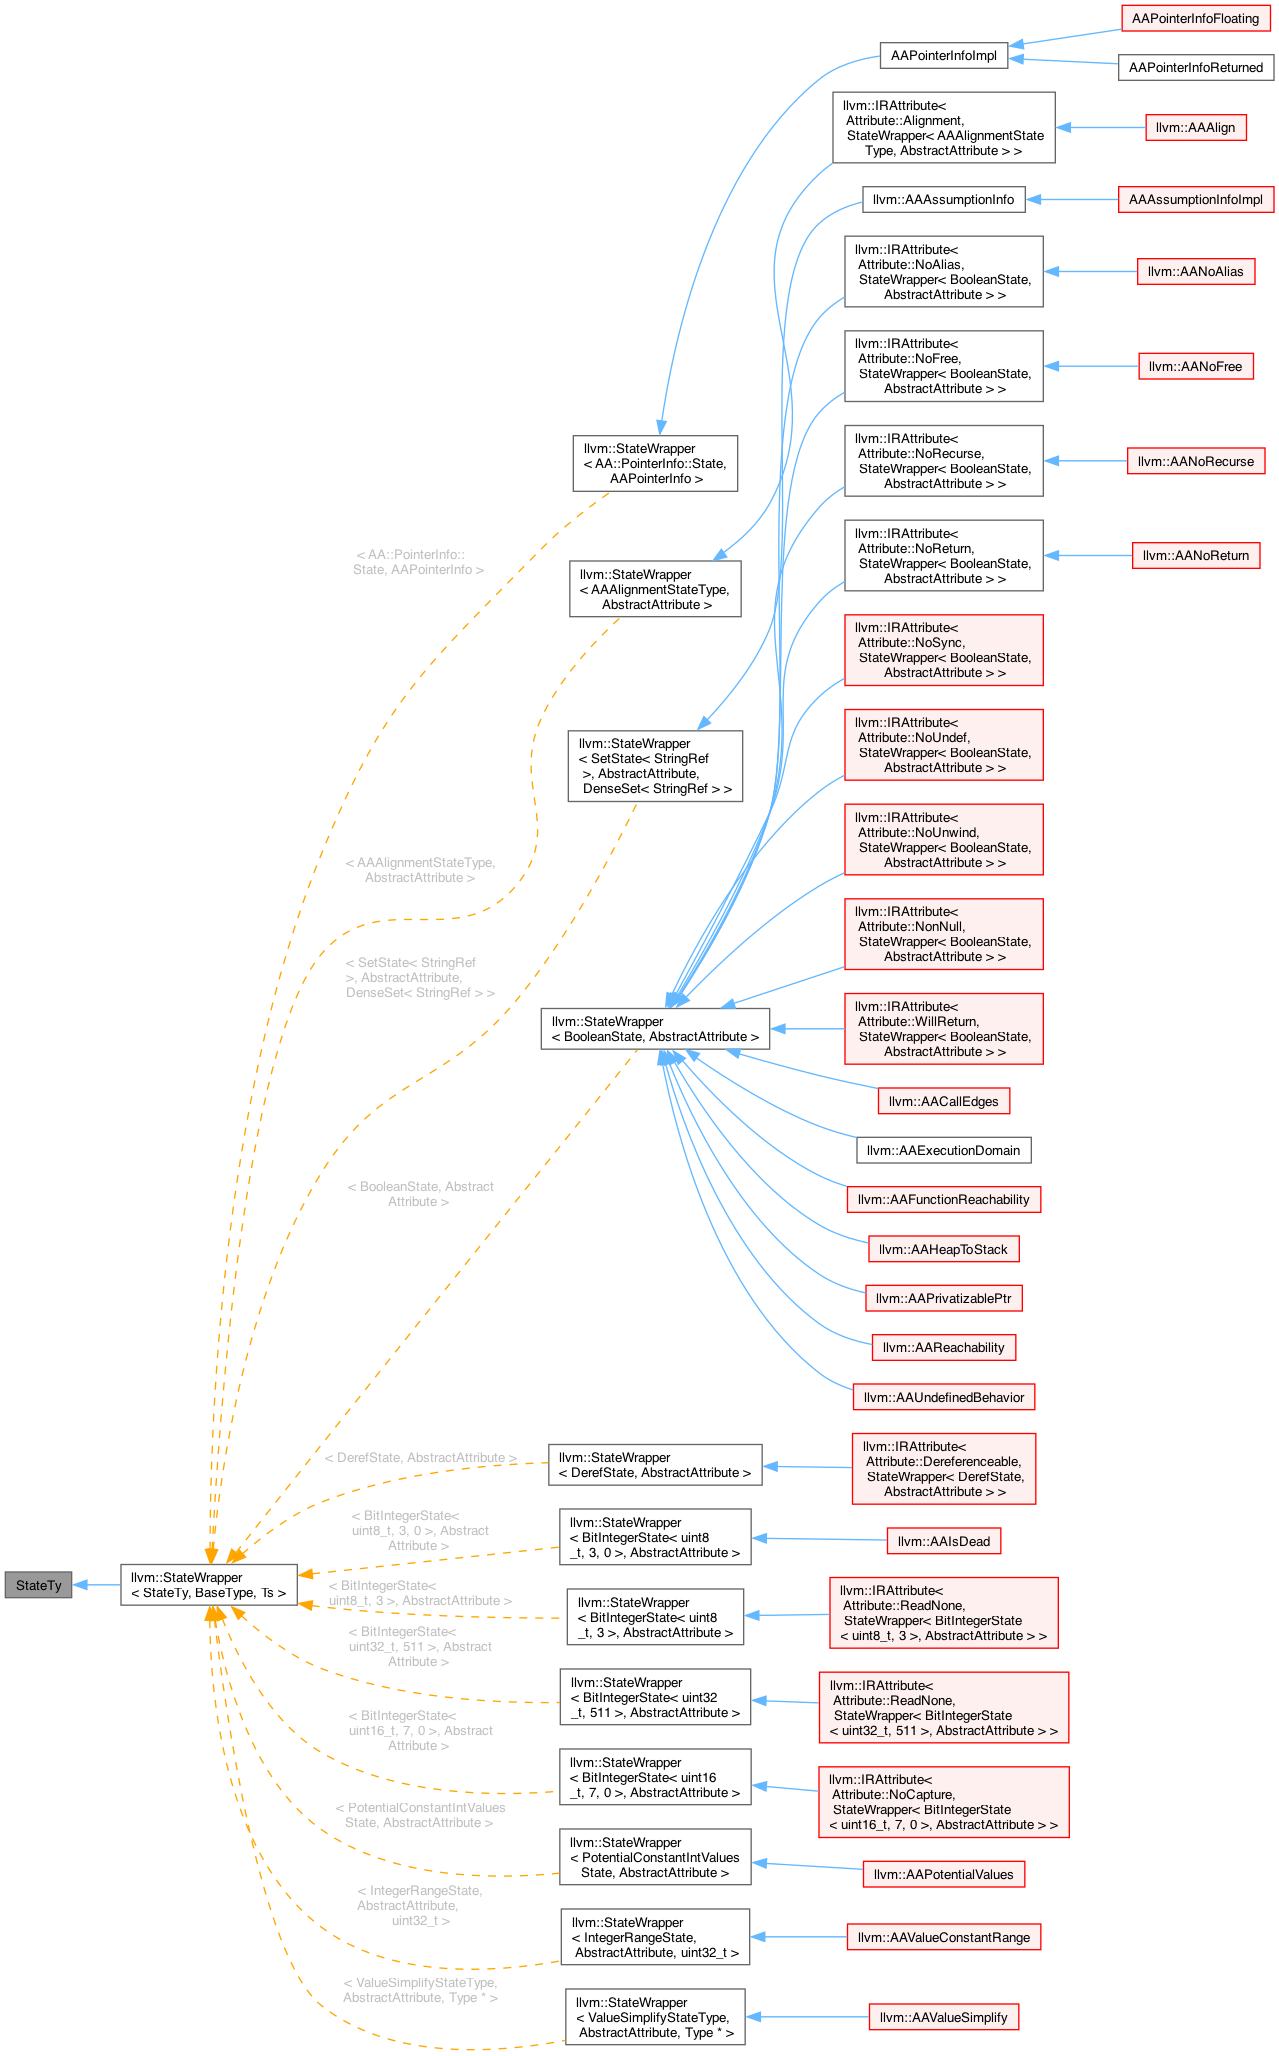 AAPointerInfoFloating
AAPointerInfoImpl
AAPointerInfoReturned
llvm::IRAttribute<
Attribute::Alignment,
StateWrapper< AAAlignmentState
Type, AbstractAttribute > >
llvm::AAAlign
llvm::AAAssumptionInfo
AAAssumptionInfoImpl
llvm::IRAttribute<
Attribute::NoAlias,
StateWrapper< BooleanState,
AbstractAttribute > >
llvm::AANoAlias
llvm::IRAttribute<
Attribute::NoFree,
StateWrapper< BooleanState,
AbstractAttribute > >
llvm::AANoFree
llvm::StateWrapper
< AA::PointerInfo::State,
AAPointerInfo >
llvm::IRAttribute<
Attribute::NoRecurse,
StateWrapper< BooleanState,
AbstractAttribute > >
llvm::AANoRecurse
< AA::PointerInfo::
State, AAPointerInfo >
llvm::StateWrapper
< AAAlignmentStateType,
AbstractAttribute >
llvm::IRAttribute<
Attribute::NoReturn,
StateWrapper< BooleanState,
AbstractAttribute > >
llvm::AANoReturn
llvm::IRAttribute<
Attribute::NoSync,
StateWrapper< BooleanState,
AbstractAttribute > >
llvm::StateWrapper
< SetState< StringRef
>, AbstractAttribute,
DenseSet< StringRef > >
llvm::IRAttribute<
Attribute::NoUndef,
StateWrapper< BooleanState,
AbstractAttribute > >
< AAAlignmentStateType,
AbstractAttribute >
llvm::IRAttribute<
Attribute::NoUnwind,
StateWrapper< BooleanState,
AbstractAttribute > >
< SetState< StringRef
>, AbstractAttribute,
DenseSet< StringRef > >
llvm::IRAttribute<
Attribute::NonNull,
StateWrapper< BooleanState,
AbstractAttribute > >
llvm::StateWrapper
< BooleanState, AbstractAttribute >
llvm::IRAttribute<
Attribute::WillReturn,
StateWrapper< BooleanState,
AbstractAttribute > >
llvm::AACallEdges
llvm::AAExecutionDomain
< BooleanState, Abstract
Attribute >
llvm::AAFunctionReachability
llvm::AAHeapToStack
llvm::AAPrivatizablePtr
llvm::AAReachability
llvm::AAUndefinedBehavior
< DerefState, AbstractAttribute >
llvm::StateWrapper
< DerefState, AbstractAttribute >
llvm::IRAttribute<
Attribute::Dereferenceable,
StateWrapper< DerefState,
AbstractAttribute > >
< BitIntegerState<
uint8_t, 3, 0 >, Abstract
Attribute >
llvm::StateWrapper
< BitIntegerState< uint8
_t, 3, 0 >, AbstractAttribute >
llvm::AAIsDead
StateTy
llvm::StateWrapper
< StateTy, BaseType, Ts >
< BitIntegerState<
uint8_t, 3 >, AbstractAttribute >
llvm::StateWrapper
< BitIntegerState< uint8
_t, 3 >, AbstractAttribute >
llvm::IRAttribute<
Attribute::ReadNone,
StateWrapper< BitIntegerState
< uint8_t, 3 >, AbstractAttribute > >
< BitIntegerState<
uint32_t, 511 >, Abstract
Attribute >
llvm::StateWrapper
< BitIntegerState< uint32
_t, 511 >, AbstractAttribute >
llvm::IRAttribute<
Attribute::ReadNone,
StateWrapper< BitIntegerState
< uint32_t, 511 >, AbstractAttribute > >
< BitIntegerState<
uint16_t, 7, 0 >, Abstract
Attribute >
llvm::StateWrapper
< BitIntegerState< uint16
_t, 7, 0 >, AbstractAttribute >
llvm::IRAttribute<
Attribute::NoCapture,
StateWrapper< BitIntegerState
< uint16_t, 7, 0 >, AbstractAttribute > >
< PotentialConstantIntValues
State, AbstractAttribute >
llvm::StateWrapper
< PotentialConstantIntValues
State, AbstractAttribute >
llvm::AAPotentialValues
< IntegerRangeState,
AbstractAttribute,
uint32_t >
llvm::StateWrapper
< IntegerRangeState,
AbstractAttribute, uint32_t >
llvm::AAValueConstantRange
< ValueSimplifyStateType,
AbstractAttribute, Type * >
llvm::StateWrapper
< ValueSimplifyStateType,
AbstractAttribute, Type * >
llvm::AAValueSimplify